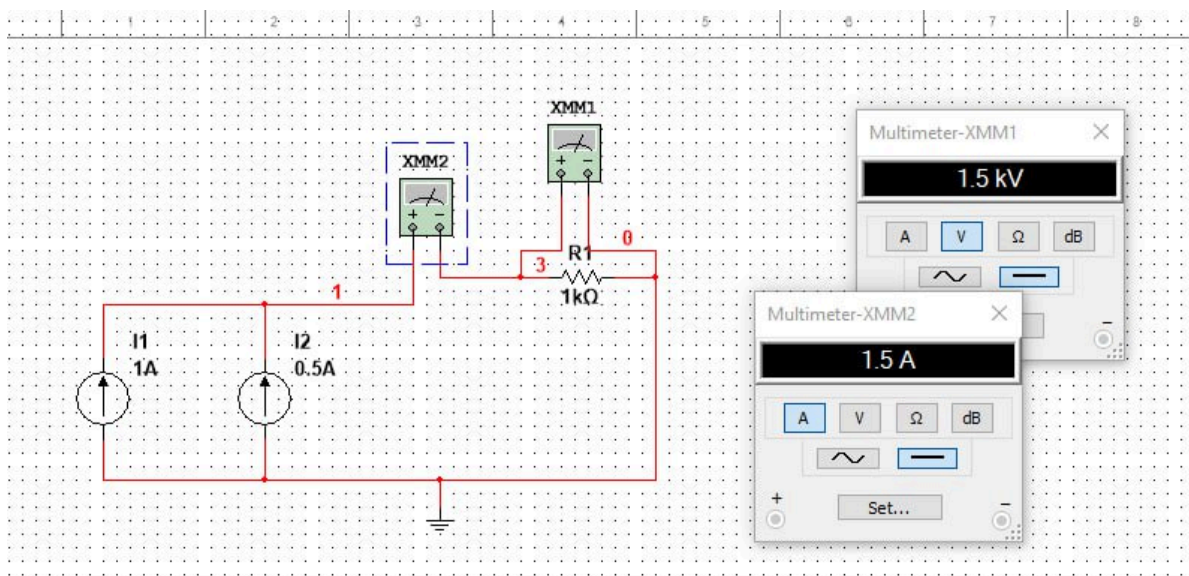 1 2 3 4 5 6 7 8
XMM1
XMM2
+ −
+ −
0
R1
3
1kΩ
1
I1
1A
I2
0.5A
Multimeter-XMM1
1.5 kV
A V Ω dB
−
Multimeter-XMM2
1.5 A
A V Ω dB
+ −
Set...